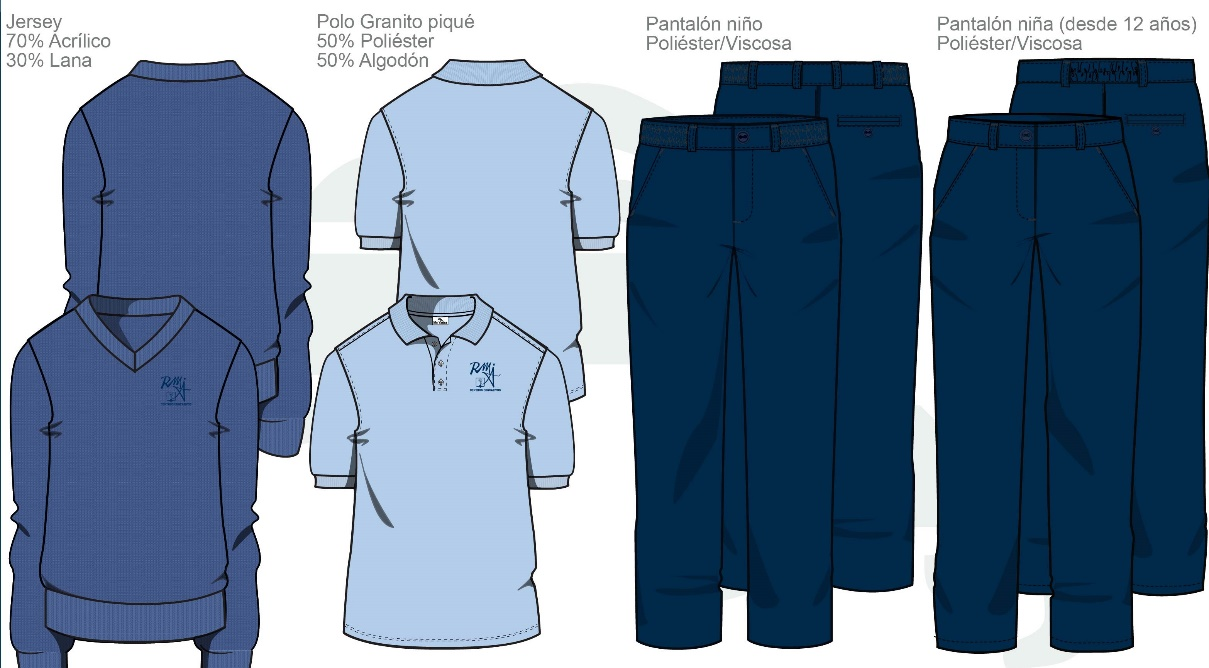 Jersey
70% Acrílico
30% Lana
Polo Granito piqué
50% Poliéster
50% Algodón
Pantalón niño
Poliéster/Viscosa
Pantalón niña (desde 12 años)
Poliéster/Viscosa